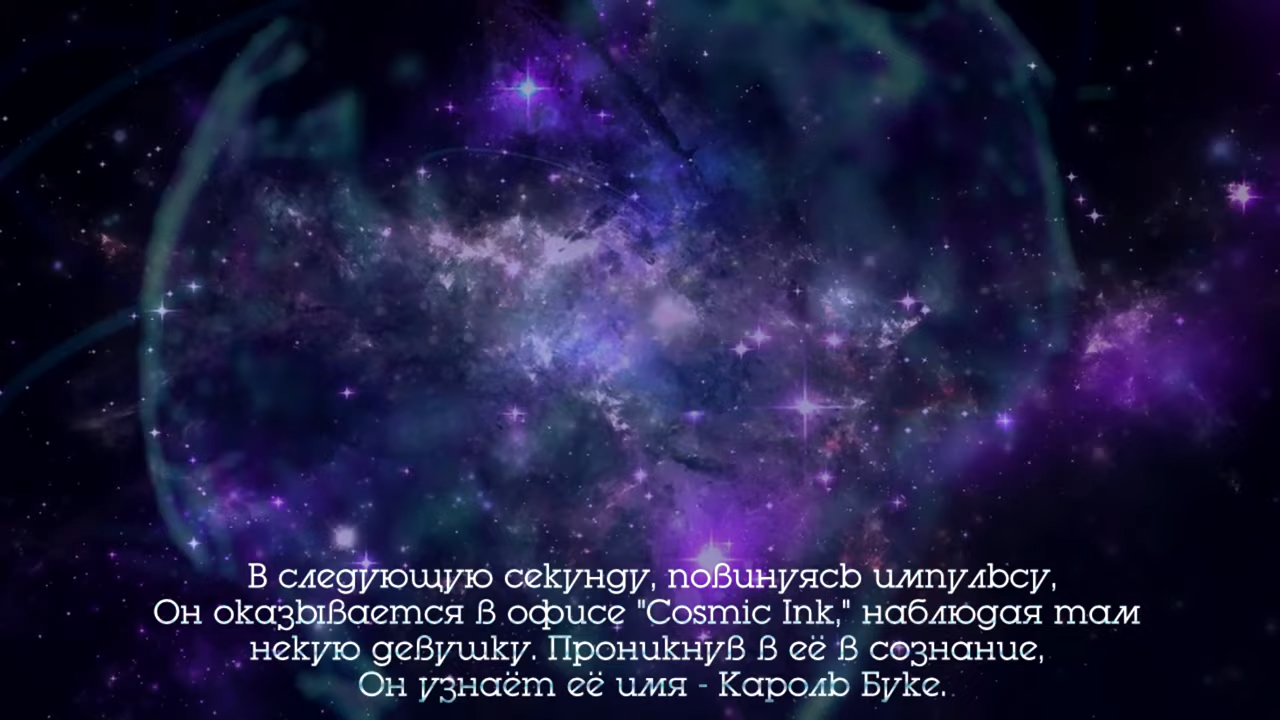 В следующую секунду, повинуясь импульсу,
Он оказывается в офисе "Cosmic Ink," наблюдая там
некую девушку. Проникнув в её в сознание,
Он узнаёт её имя - Кароль Буке.